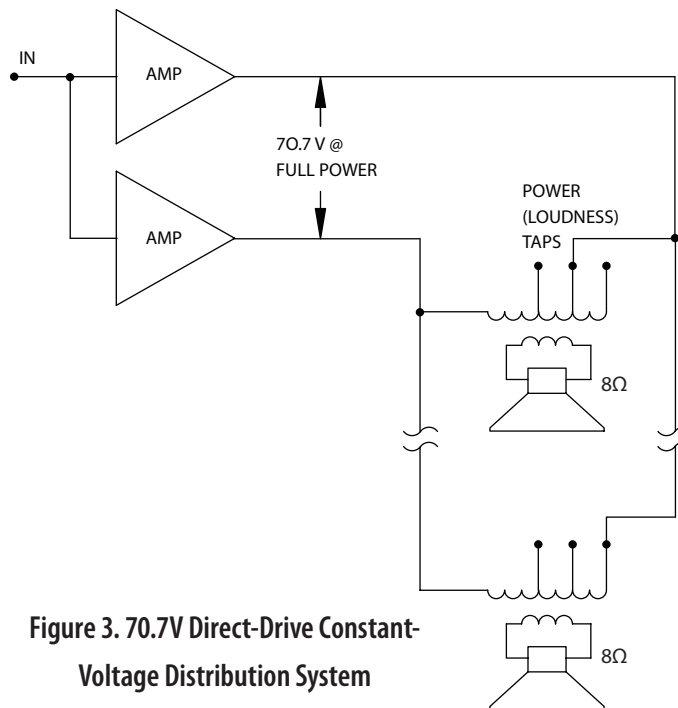 IN
AMP
70.7 V @
FULL POWER
AMP
POWER
(LOUDNESS)
TAPS
8Ω
8Ω
Figure 3. 70.7V Direct-Drive Constant-
Voltage Distribution System